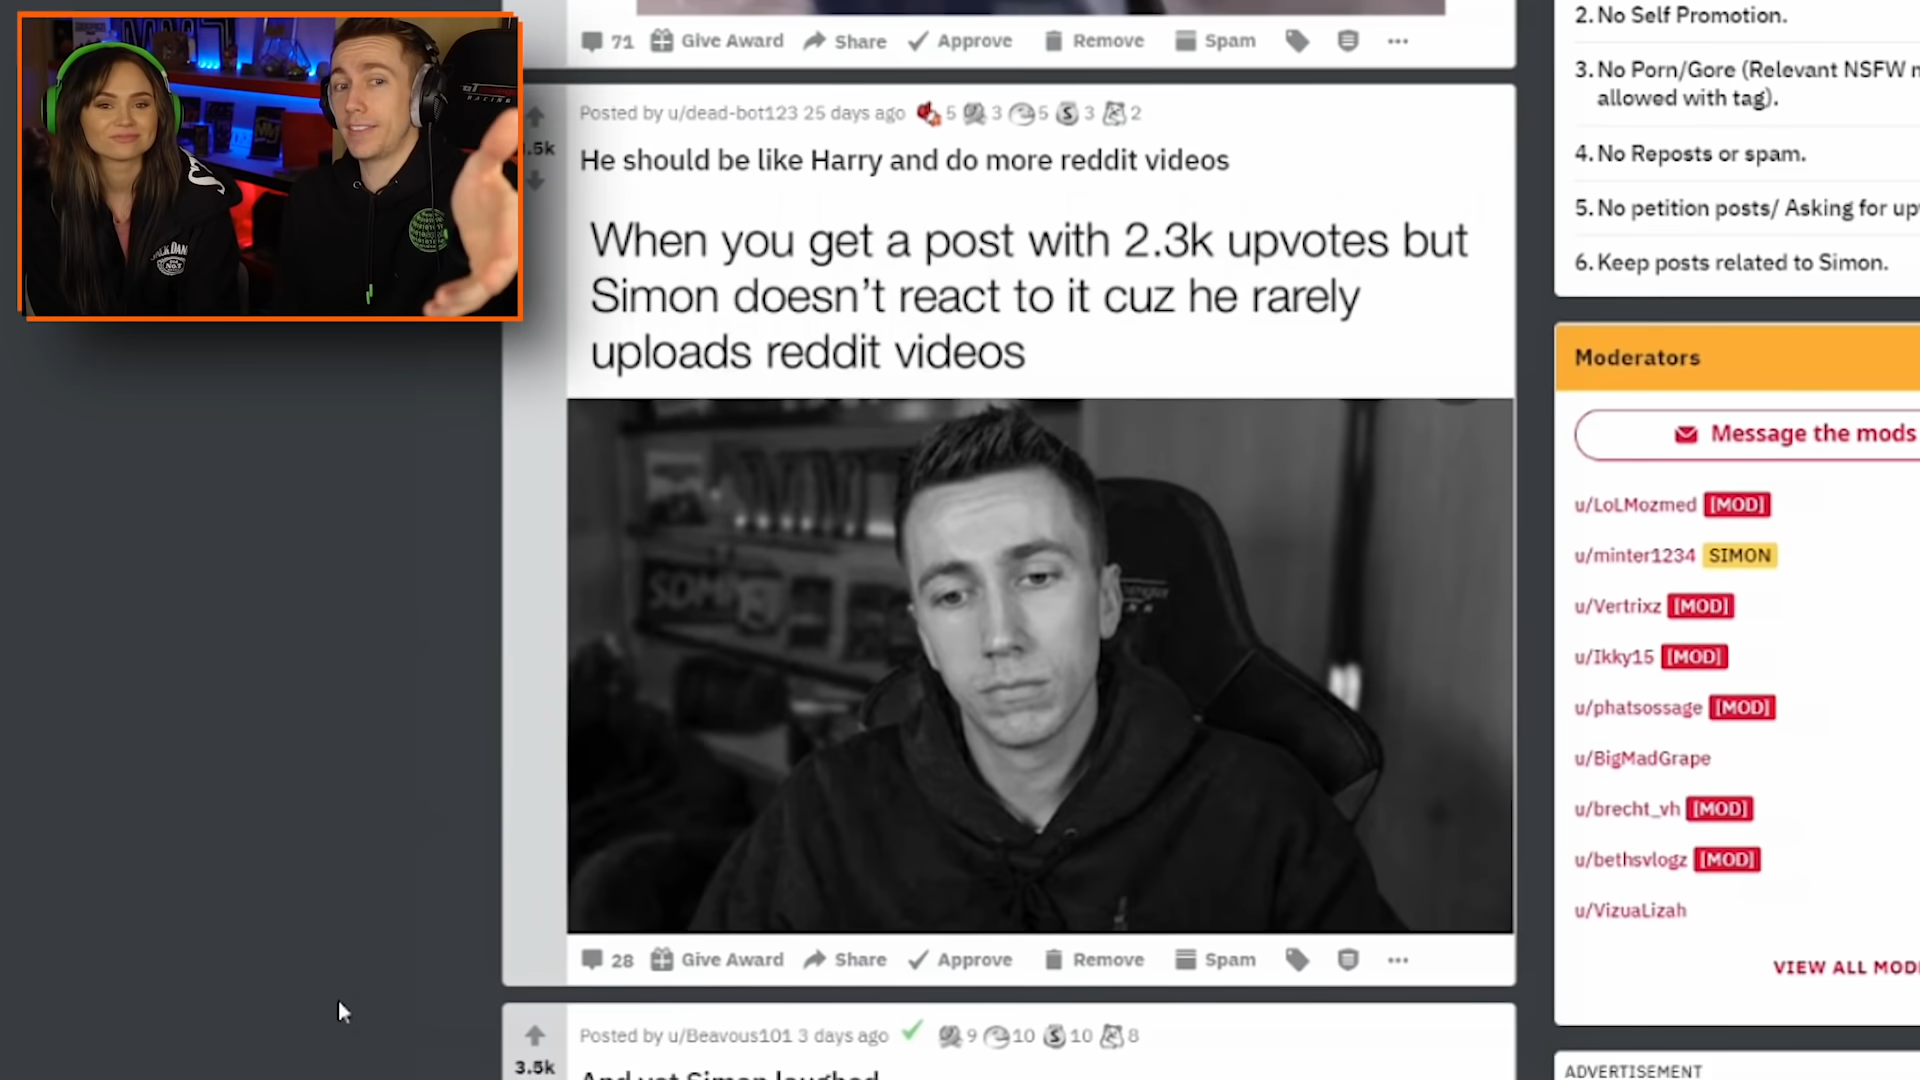 71 Give Award Share Approve Remove Spam
Posted by u/dead-bot123 25 days ago 5 3 5 3 2
.5k
He should be like Harry and do more reddit videos
When you get a post with 2.3k upvotes but
Simon doesn't react to it cuz he rarely
uploads reddit videos
28 Give Award Share Approve Remove Spam
Posted by u/Beavous101 3 days ago 9 10 10 8
3.5k
And yet Simon laughed
2. No Self Promotion.
3. No Porn/Gore (Relevant NSFW
allowed with tag).
4. No Reposts or spam.
5. No petition posts/ Asking for
6. Keep posts related to Simon.
Moderators
Message the mods
u/LoLMozmed [MOD]
u/minter1234 SIMON
u/Vertrixz [MOD]
u/Ikky15 [MOD]
u/phatsossage [MOD]
u/BigMadGrape
u/brecht_vh [MOD]
u/bethsvlogz [MOD]
u/VizuaLizah
VIEW ALL
ADVERTISEMENT